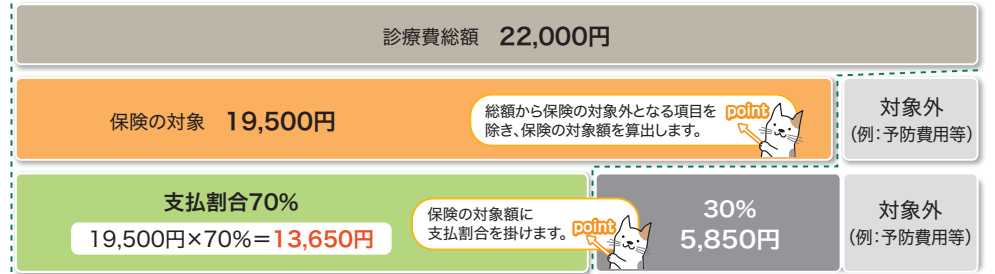 診療費総額 22,000円
保険の対象 19,500円
総額から保険の対象外となる項目を
除き、保険の対象額を算出します。
point
対象外
(例:予防費用等)
支払割合70%
19,500円×70%=13,650円
保険の対象額に
支払割合を掛けます。
point
30%
5,850円
対象外
(例:予防費用等)